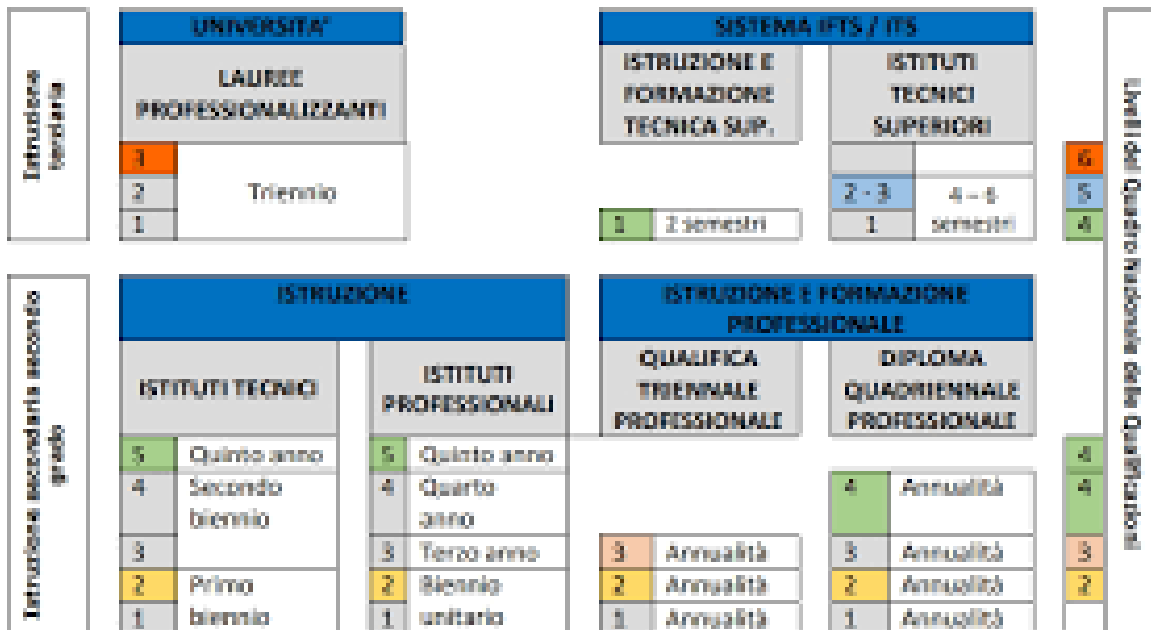 Istruzione
terziaria
UNIVERSITA'
LAUREE
PROFESSIONALIZZANTI
3
2
1
Triennio
SISTEMA IFTS / ITS
ISTRUZIONE E
FORMAZIONE
TECNICA SUP.
1
2 semestri
ISTITUTI
TECNICI
SUPERIORI
2 - 3
1
4 – 6
semestri
6
5
4
Livelli del Quadro Nazionale delle Qualificazioni
Istruzione secondaria secondo
grado
ISTRUZIONE
ISTITUTI TECNICI
5 Quinto anno
4 Secondo
biennio
3
2 Primo
1 biennio
ISTITUTI
PROFESSIONALI
5 Quinto anno
4 Quarto
anno
3 Terzo anno
2 Biennio
1 unitario
ISTRUZIONE E FORMAZIONE
PROFESSIONALE
QUALIFICA
TRIENNALE
PROFESSIONALE
3 Annualità
2 Annualità
1 Annualità
DIPLOMA
QUADRIENNALE
PROFESSIONALE
4 Annualità
3 Annualità
2 Annualità
1 Annualità
4
4
3
2